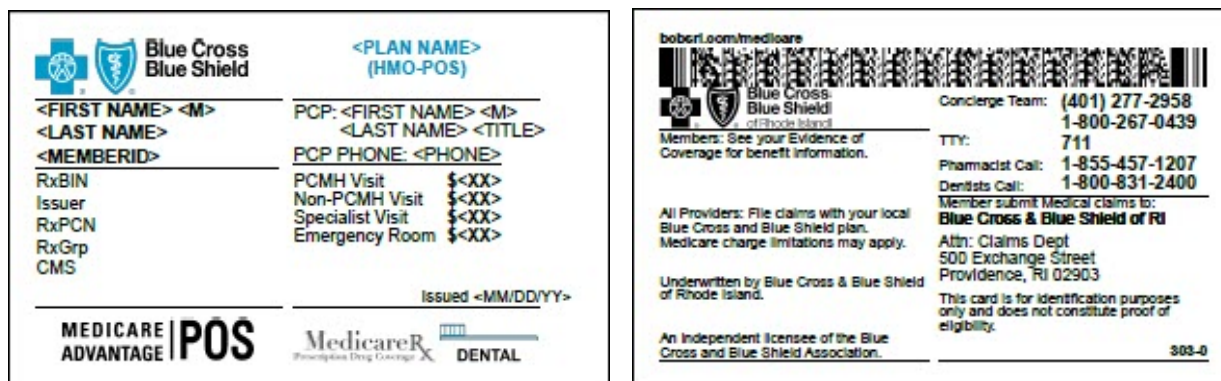 Blue Cross
Blue Shield
<PLAN NAME>
(HMO-POS)
<FIRST NAME> <M>
<LAST NAME>
<MEMBERID>
PCP: <FIRST NAME> <M>
<LAST NAME> <TITLE>
PCP PHONE: <PHONE>
RxBIN
Issuer
RxPCN
RxGrp
CMS
PCMH Visit $<XX>
Non-PCMH Visit $<XX>
Specialist Visit $<XX>
Emergency Room $<XX>
Issued <MM/DD/YY>
MEDICARE
ADVANTAGE
POS
MedicareRx
Prescription Drug Coverage
DENTAL
bcbsri.com/medicare
Blue Cross
Blue Shield
of Rhode Island
Members: See your Evidence of
Coverage for benefit information.
All Providers: File claims with your local
Blue Cross and Blue Shield plan.
Medicare charge limitations may apply.
Underwritten by Blue Cross & Blue Shield
of Rhode Island.
An independent licensee of the Blue
Cross and Blue Shield Association.
Concierge Team: (401) 277-2958
1-800-267-0439
TTY: 711
Pharmacist Call: 1-855-457-1207
Dentists Call: 1-800-831-2400
Member submit Medical claims to:
Blue Cross & Blue Shield of RI
Attn: Claims Dept
500 Exchange Street
Providence, RI 02903
This card is for identification purposes
only and does not constitute proof of
eligibility.
303-0